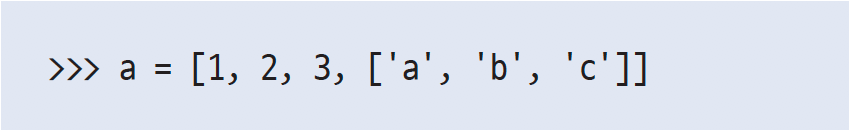 >>> a = [1, 2, 3, ['a', 'b', 'c']]